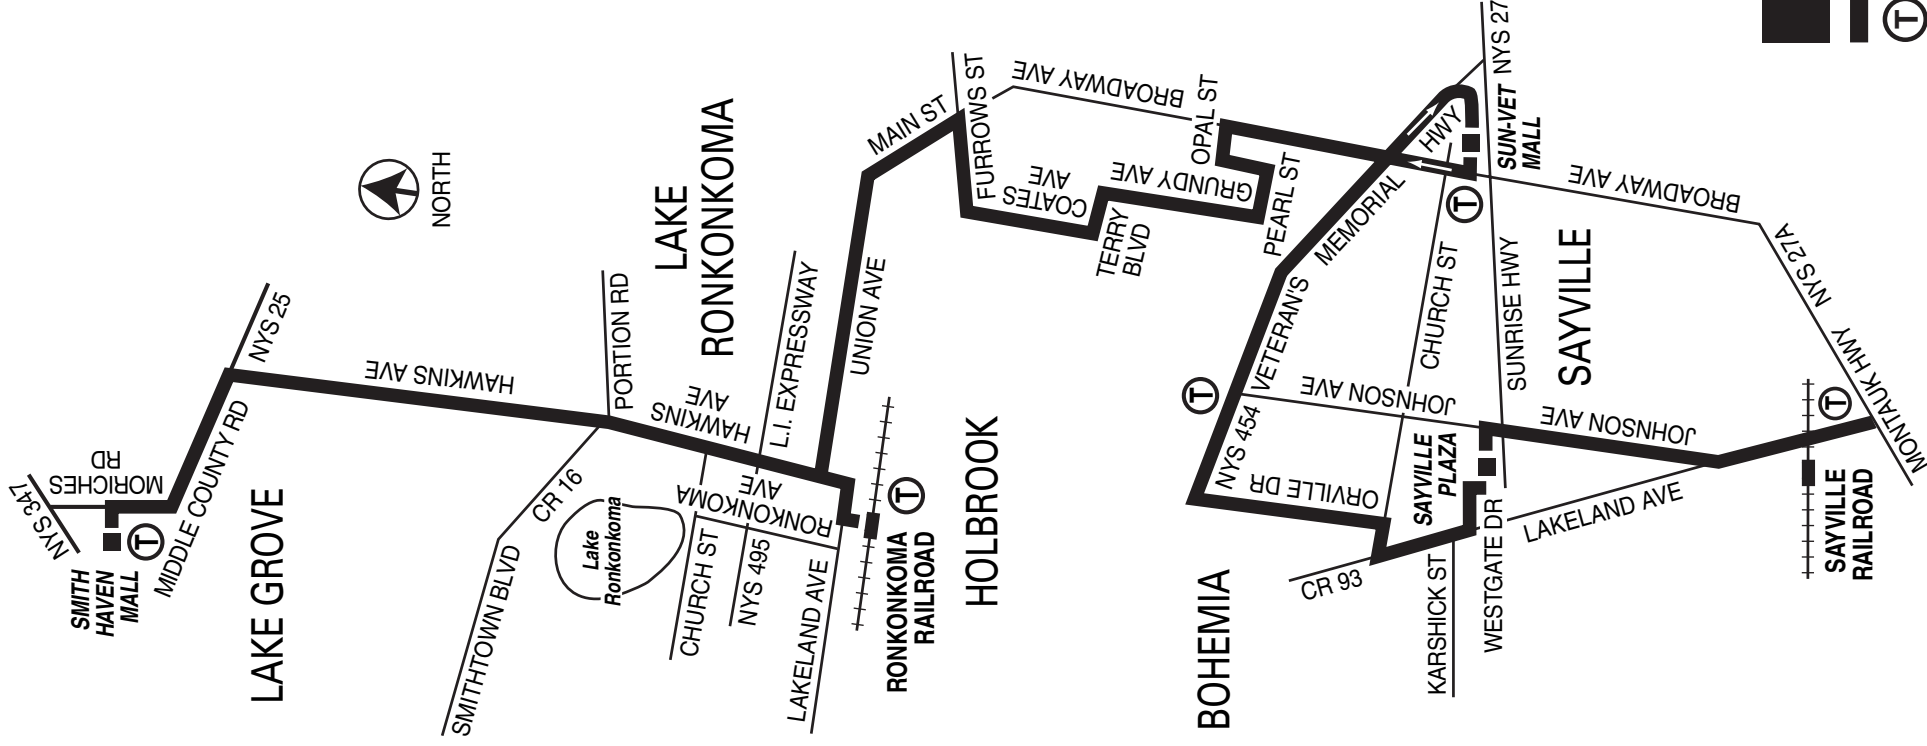 NYS 347
MORICHES
RD
SMITH
HAVEN
MALL
T
MIDDLE COUNTY RD
NYS 25
LAKE GROVE
NORTH
HAWKINS AVE
SMITHTOWN BLVD
CR 16
PORTION RD
LAKE
RONKONKOMA
Lake
Ronkonkoma
HAWKINS
AVE
CHURCH ST
NYS 495
RONKONKOMA
AVE
L.I. EXPRESSWAY
LAKELAND AVE
UNION AVE
RONKONKOMA
RAILROAD
T
HOLBROOK
MAIN ST
FURROWS ST
COATES
AVE
BROADWAY AVE
TERRY
BLVD
GRUNDY AVE
OPAL ST
PEARL ST
T
BOHEMIA
NYS 454
VETERAN'S
MEMORIAL
HWY
ORVILLE DR
CR 93
JOHNSON AVE
CHURCH ST
T
SAYVILLE
PLAZA
KARSHICK ST
WESTGATE DR
SUNRISE HWY
NYS 27
SUN-VET
MALL
LAKELAND AVE
JOHNSON AVE
SAYVILLE
BROADWAY AVE
NYS 27A
MONTAUK HWY
SAYVILLE
RAILROAD
T
T